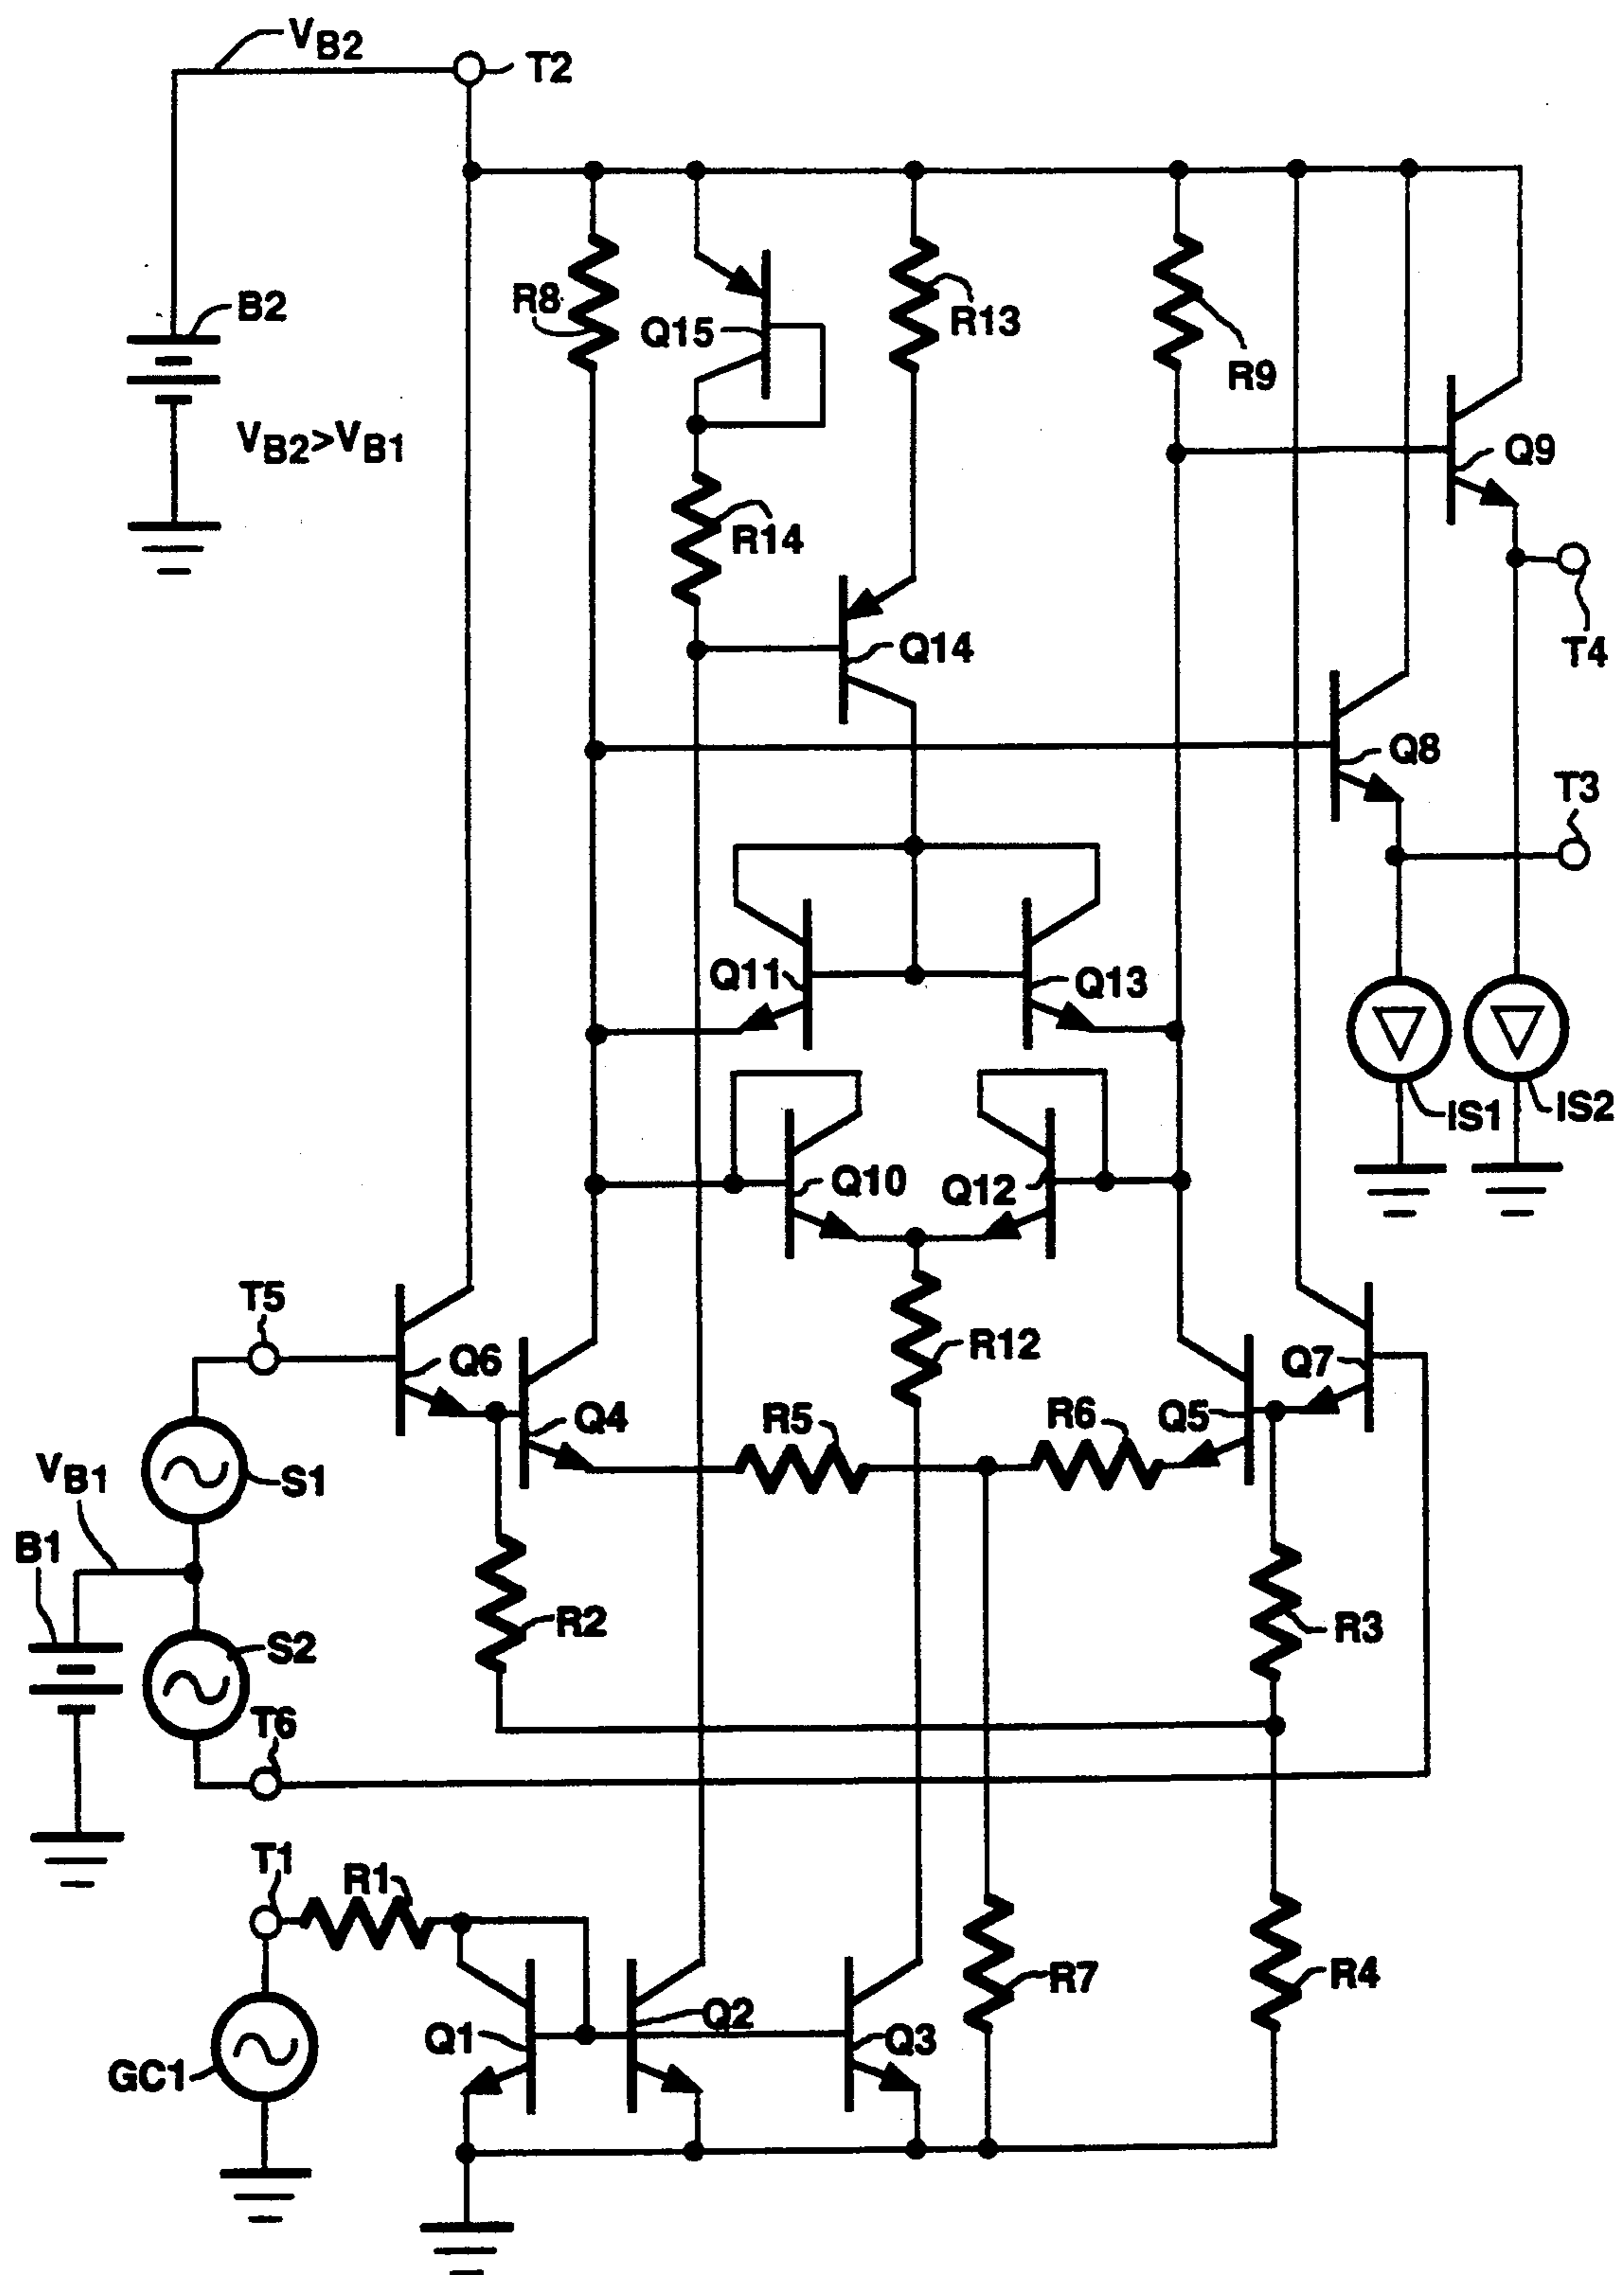 VB2
T2
B2
R8
Q15
R13
R9
VB2>VB1
Q9
R14
T4
Q14
Q8
T3
Q11
Q13
IS1
IS2
Q10
Q12
T5
Q6
R12
Q7
Q4
R5
R6
Q5
VB1
S1
B1
R2
R3
S2
T6
T1
R1
R7
R4
Q1
Q2
Q3
GC1